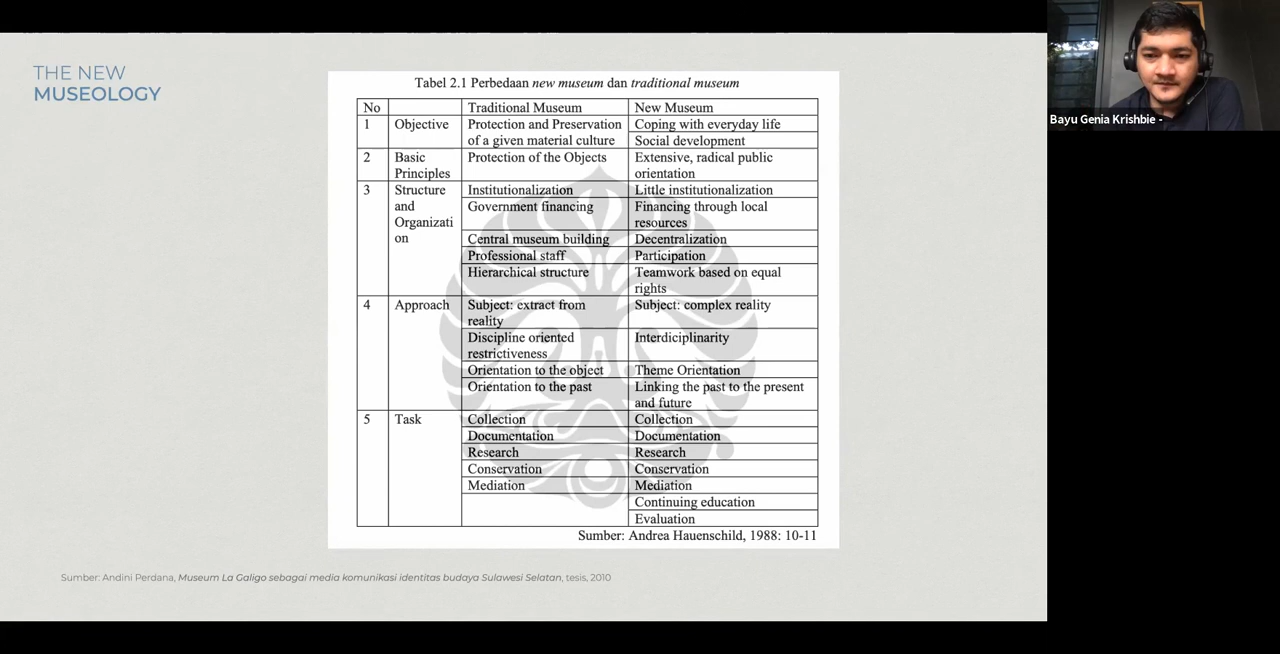 THE NEW
MUSEOLOGY
Tabel 2.1 Perbedaan new museum dan traditional museum
No Traditional Museum New Museum
1 Objective Protection and Preservation of a given material culture Coping with everyday life
Social development
2 Basic Principles Protection of the Objects Extensive, radical public orientation
3 Structure and Organizati on Institutionalization Little institutionalization
Government financing Financing through local resources
Central museum building Decentralization
Professional staff Participation
Hierarchical structure Teamwork based on equal rights
4 Approach Subject: extract from reality Subject: complex reality
Discipline oriented restrictiveness Interdiciplinarity
Orientation to the object Theme Orientation
Orientation to the past Linking the past to the present and future
5 Task Collection Collection
Documentation Documentation
Research Research
Conservation Conservation
Mediation Mediation
Continuing education
Evaluation
Sumber: Andrea Hauenschild, 1988: 10-11
Sumber: Andini Perdana, Museum La Galigo sebagai media komunikasi identitas budaya Sulawesi Selatan, tesis, 2010
Bayu Genia Krishbie -